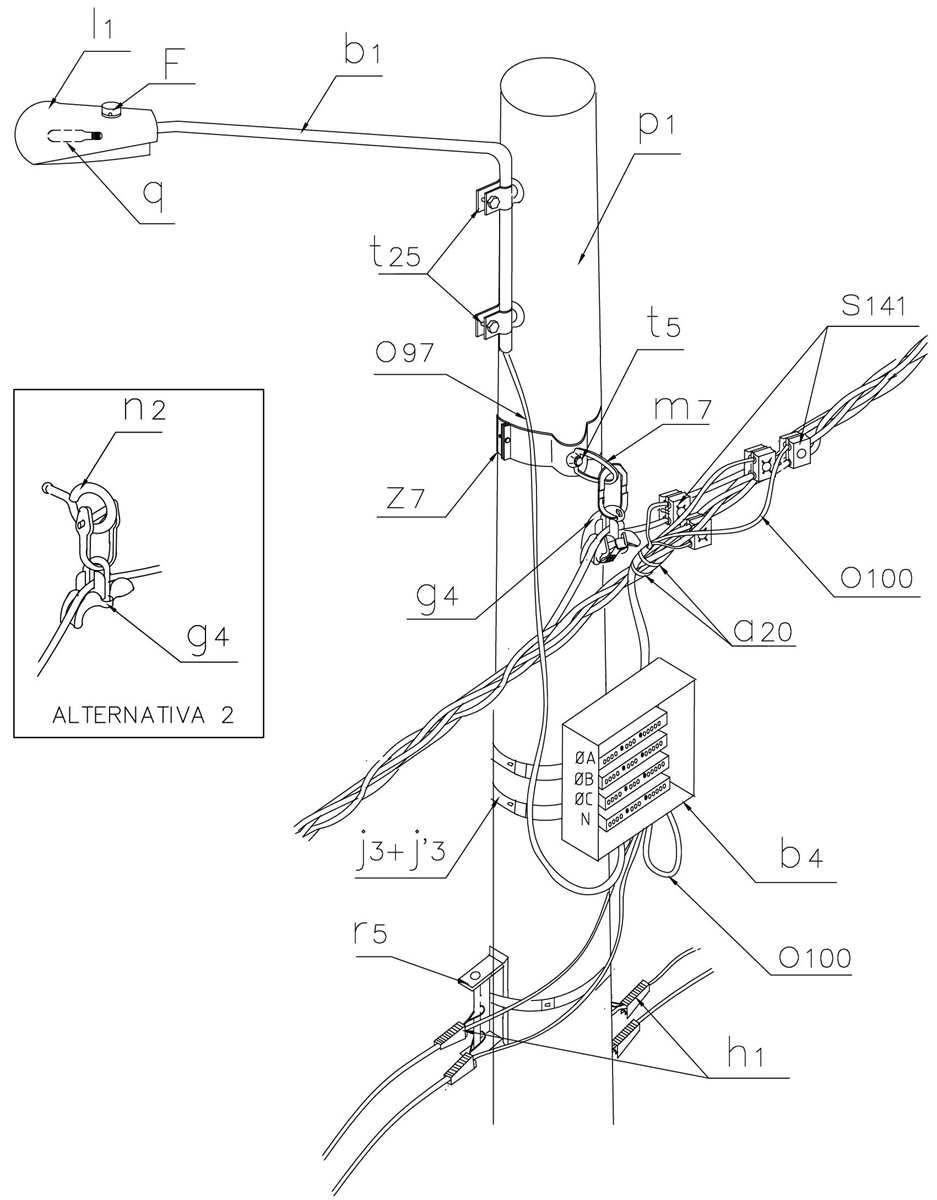 l1
F
b1
p1
q
t25
S141
t5
O97
m7
n2
Z7
g4
O100
g4
a20
ALTERNATIVA 2
ØA
ØB
ØC
N
j3+j'3
b4
r5
O100
h1